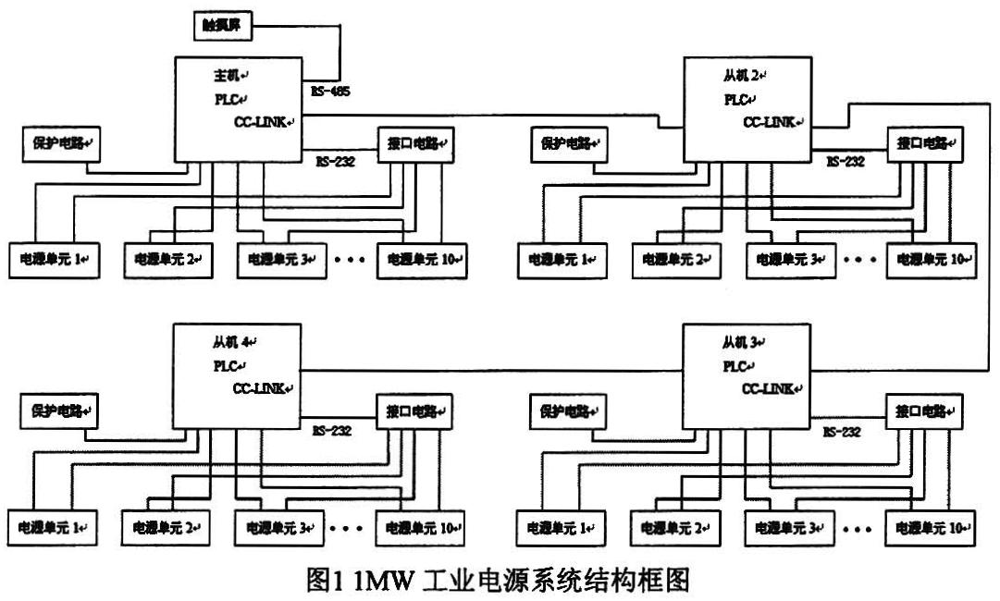 触摸屏
主机↵
PLC↵
CC-LINK↵
RS-485
保护电路↵
接口电路↵
RS-232
电源单元1↵
电源单元2↵
电源单元3↵
电源单元10↵
从机2↵
PLC↵
CC-LINK↵
保护电路↵
接口电路↵
RS-232
电源单元1↵
电源单元2↵
电源单元3↵
电源单元10↵
从机4↵
PLC↵
CC-LINK↵
保护电路↵
接口电路↵
RS-232
电源单元1↵
电源单元2↵
电源单元3↵
电源单元10↵
从机3↵
PLC↵
CC-LINK↵
保护电路↵
接口电路↵
RS-232
电源单元1↵
电源单元2↵
电源单元3↵
电源单元10↵
图1 1MW 工业电源系统结构框图